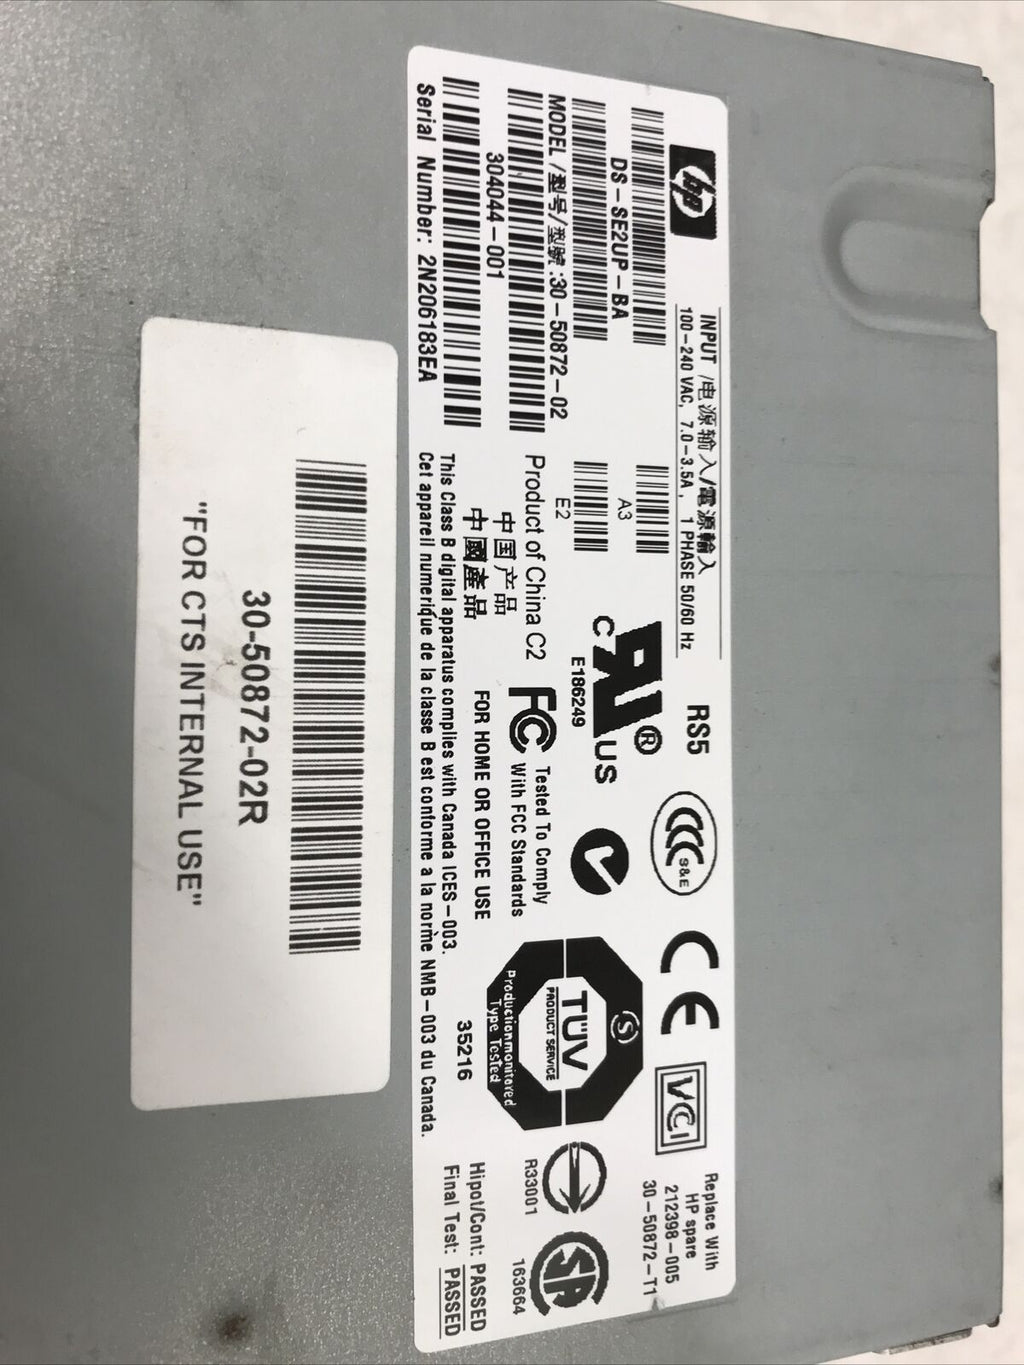 hp
INPUT /电源输入/電源輸入
100-240 VAC, 7.0-3.5A, 1 PHASE 50/60 Hz
DS-SE2UP-BA
MODEL /型号/型號:30-50872-02
304044-001
Serial Number: 2N206183EA
A3
E2
Product of China C2
中国产品
中國產品
RS5
C UL US ®
E186249
FC Tested To Comply
With FCC Standards
FOR HOME OR OFFICE USE
This Class B digital apparatus complies with Canada ICES-003.
Cet appareil numerique de la classe B est conforme a la norme NMB-003 du Canada.
CCC S&E
CE
VCI
S
TÜV
PRODUCT SERVICE
Production monitored
Type Tested
35216
R33001
SA
163664
Replace With
HP spare
212398-005
30-50872-T1
Hipot/Cont: PASSED
Final Test: PASSED
30-50872-02R
"FOR CTS INTERNAL USE"